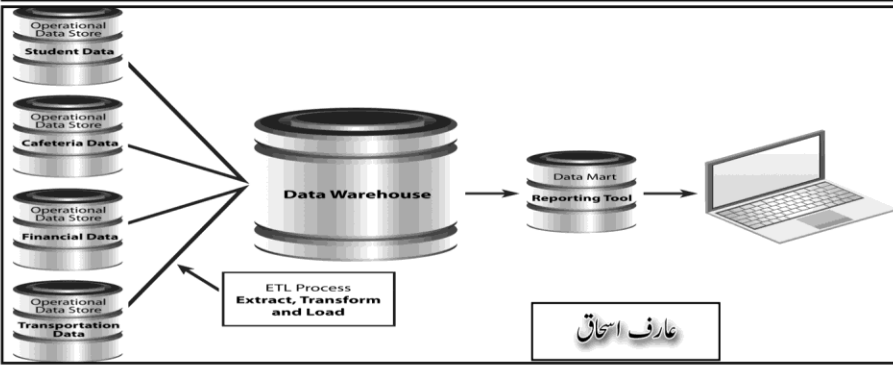 Operational
Data Store
Student Data
Operational
Data Store
Cafeteria Data
Operational
Data Store
Financial Data
Operational
Data Store
Transportation
Data
Data Warehouse
ETL Process
Extract, Transform
and Load
Data Mart
Reporting Tool
عارف اسحاق